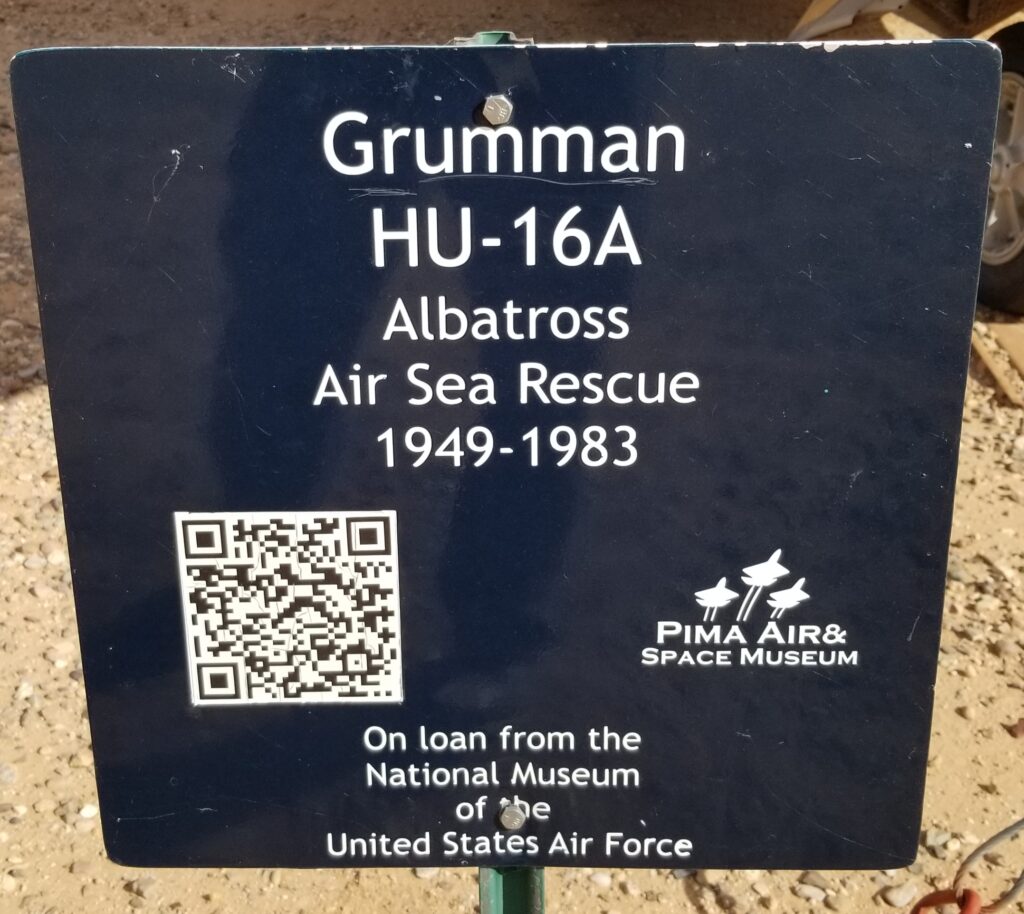 Grumman
HU-16A
Albatross
Air Sea Rescue
1949-1983
PIMA AIR&
SPACE MUSEUM
On loan from the
National Museum
of the
United States Air Force